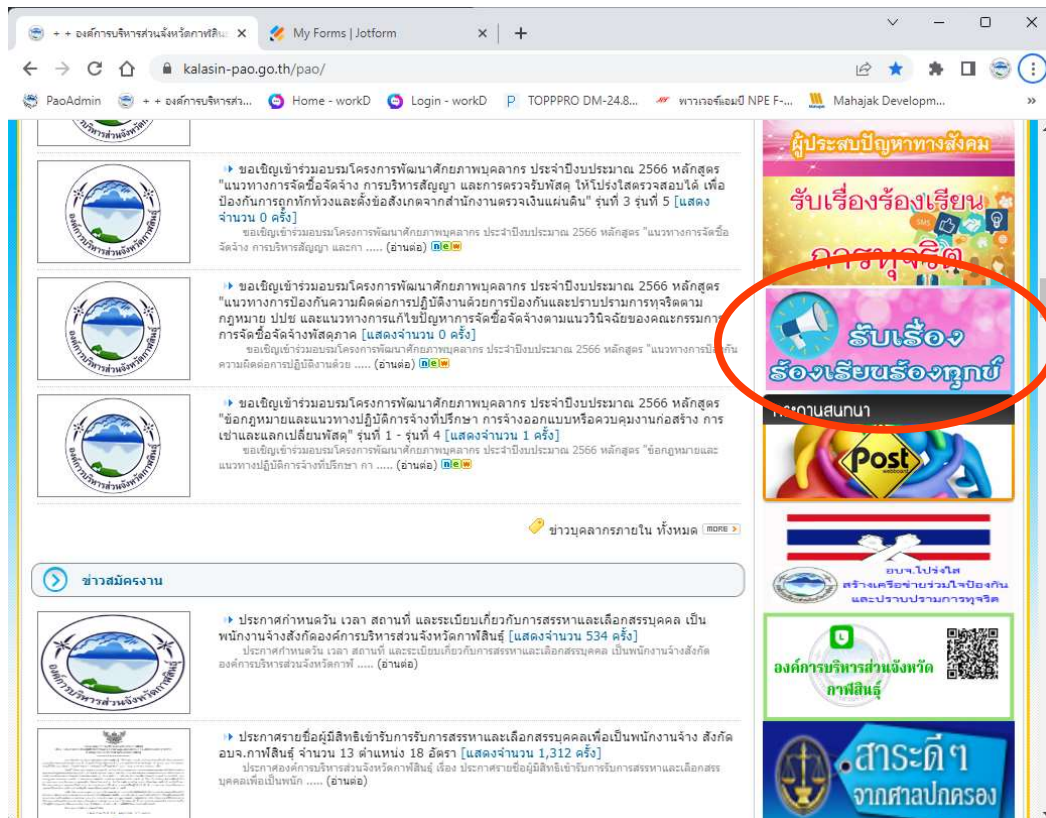 + + องค์การบริหารส่วนจังหวัดกาฬสิน
My Forms | Jotform
kalasin-pao.go.th/pao/
PaoAdmin
+ + องค์การบริหารส่ว...
Home - workD
Login - workD
TOPPPRO DM-24.8...
พาวเวอร์แอมป์ NPE F-...
Mahajak Developm...
»
ขอเชิญเข้าร่วมอบรมโครงการพัฒนาศักยภาพบุคลากร ประจำปีงบประมาณ 2566 หลักสูตร
"แนวทางการจัดซื้อจัดจ้าง การบริหารสัญญา และการตรวจรับพัสดุ ให้โปร่งใสตรวจสอบได้ เพื่อ
ป้องกันการถูกทักท้วงและตั้งข้อสังเกตจากสำนักงานตรวจเงินแผ่นดิน" รุ่นที่ 3 รุ่นที่ 5 [แสดง
จำนวน 0 ครั้ง]
ขอเชิญเข้าร่วมอบรมโครงการพัฒนาศักยภาพบุคลากร ประจำปีงบประมาณ 2566 หลักสูตร "แนวทางการจัดซื้อ
จัดจ้าง การบริหารสัญญา และกา ..... (อ่านต่อ) new
ขอเชิญเข้าร่วมอบรมโครงการพัฒนาศักยภาพบุคลากร ประจำปีงบประมาณ 2566 หลักสูตร
"แนวทางการป้องกันความผิดต่อการปฏิบัติงานด้วยการป้องกันและปราบปรามการทุจริตตาม
กฎหมาย ปปช และแนวทางการแก้ไขปัญหาการจัดซื้อจัดจ้างตามแนววินิจฉัยของคณะกรรมการ
การจัดซื้อจัดจ้างพัสดุภาค [แสดงจำนวน 0 ครั้ง]
ขอเชิญเข้าร่วมอบรมโครงการพัฒนาศักยภาพบุคลากร ประจำปีงบประมาณ 2566 หลักสูตร "แนวทางการป้องกัน
ความผิดต่อการปฏิบัติงานด้วย ..... (อ่านต่อ) new
ขอเชิญเข้าร่วมอบรมโครงการพัฒนาศักยภาพบุคลากร ประจำปีงบประมาณ 2566 หลักสูตร
"ข้อกฎหมายและแนวทางปฏิบัติการจ้างที่ปรึกษา การจ้างออกแบบหรือควบคุมงานก่อสร้าง การ
เช่าและแลกเปลี่ยนพัสดุ" รุ่นที่ 1 - รุ่นที่ 4 [แสดงจำนวน 1 ครั้ง]
ขอเชิญเข้าร่วมอบรมโครงการพัฒนาศักยภาพบุคลากร ประจำปีงบประมาณ 2566 หลักสูตร "ข้อกฎหมายและ
แนวทางปฏิบัติการจ้างที่ปรึกษา กา ..... (อ่านต่อ) new
ข่าวบุคลากรภายใน ทั้งหมด MORE
ข่าวสมัครงาน
องค์การบริหารส่วนจังหวัดกาฬสินธุ์
ประกาศกำหนดวัน เวลา สถานที่ และระเบียบเกี่ยวกับการสรรหาและเลือกสรรบุคคล เป็น
พนักงานจ้างสังกัดองค์การบริหารส่วนจังหวัดกาฬสินธุ์ [แสดงจำนวน 534 ครั้ง]
ประกาศกำหนดวัน เวลา สถานที่ และระเบียบเกี่ยวกับการสรรหาและเลือกสรรบุคคล เป็นพนักงานจ้างสังกัด
องค์การบริหารส่วนจังหวัดกาฬ ..... (อ่านต่อ)
ประกาศรายชื่อผู้มีสิทธิเข้ารับการรับการสรรหาและเลือกสรรบุคคลเพื่อเป็นพนักงานจ้าง สังกัด
อบจ.กาฬสินธุ์ จำนวน 13 ตำแหน่ง 18 อัตรา [แสดงจำนวน 1,312 ครั้ง]
ประกาศองค์การบริหารส่วนจังหวัดกาฬสินธุ์ เรื่อง ประกาศรายชื่อผู้มีสิทธิเข้ารับการรับการสรรหาและเลือกสรร
บุคคลเพื่อเป็นพนัก ..... (อ่านต่อ)
ผู้ประสบปัญหาทางสังคม
รับเรื่องร้องเรียน
SMS
การทุจริต
รับเรื่อง
ร้องเรียนร้องทุกข์
กระดานสนทนา
Post
webboard
อบจ.โปร่งใส
สร้างเครือข่ายร่วมใจป้องกัน
และปราบปรามการทุจริต
องค์การบริหารส่วนจังหวัด
กาฬสินธุ์
สาระดี ๆ
จากศาลปกครอง